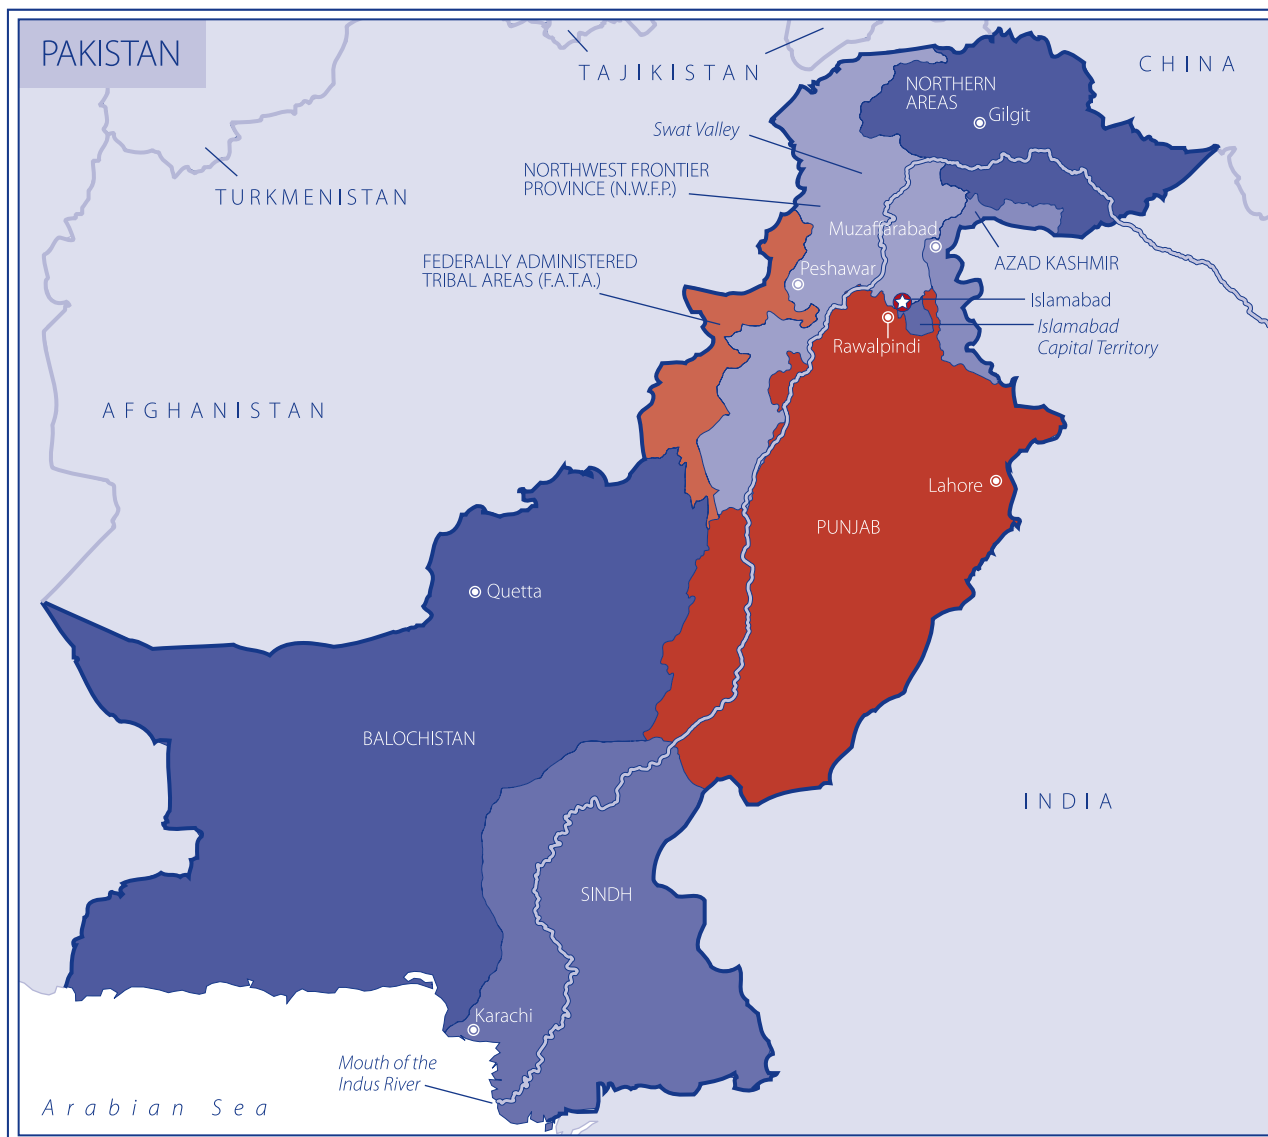 PAKISTAN
TAJIKISTAN
CHINA
NORTHERN
AREAS
Gilgit
Swat Valley
NORTHWEST FRONTIER
PROVINCE (N.W.F.P.)
TURKMENISTAN
Muzaffarabad
FEDERALLY ADMINISTERED
TRIBAL AREAS (F.A.T.A.)
Peshawar
AZAD KASHMIR
Islamabad
Islamabad
Capital Territory
Rawalpindi
AFGHANISTAN
Lahore
PUNJAB
Quetta
BALOCHISTAN
INDIA
SINDH
Karachi
Mouth of the
Indus River
Arabian Sea